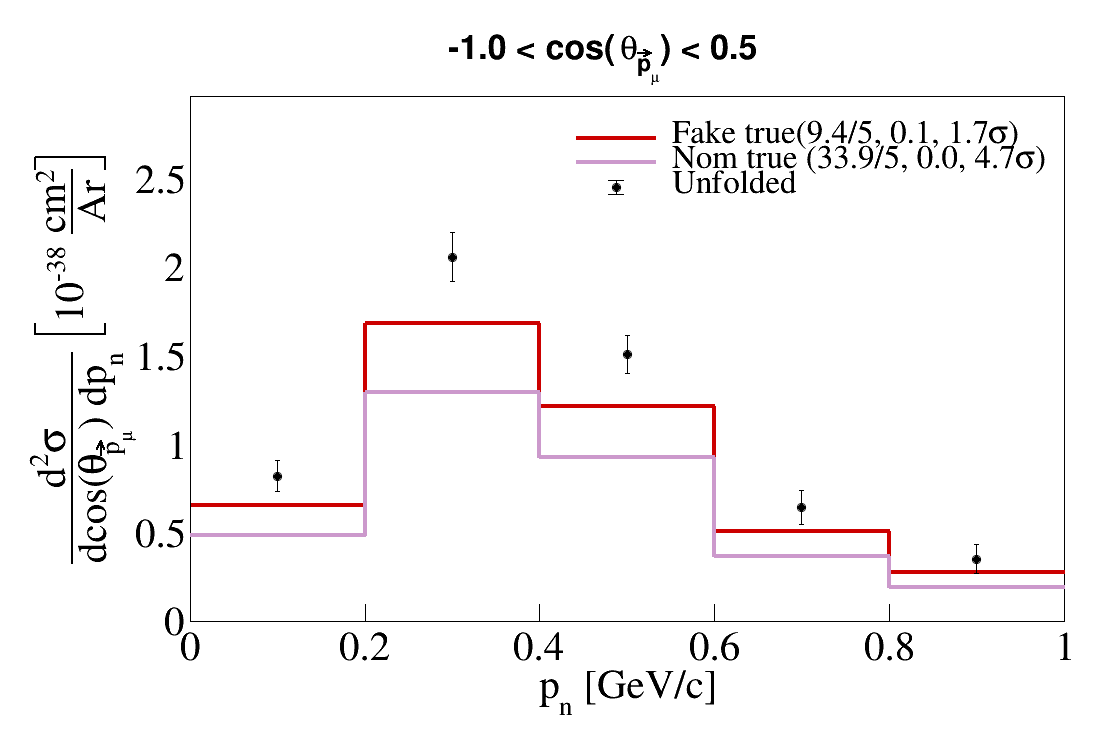 -1.0 < cos(θ_p⃗_μ) < 0.5
Fake true(9.4/5, 0.1, 1.7σ)
Nom true (33.9/5, 0.0, 4.7σ)
Unfolded
d²σ / dcos(θ_p⃗_μ) dp_n [10⁻³⁸ cm²/Ar]
2.5
2
1.5
1
0.5
0
0 0.2 0.4 0.6 0.8 1
p_n [GeV/c]